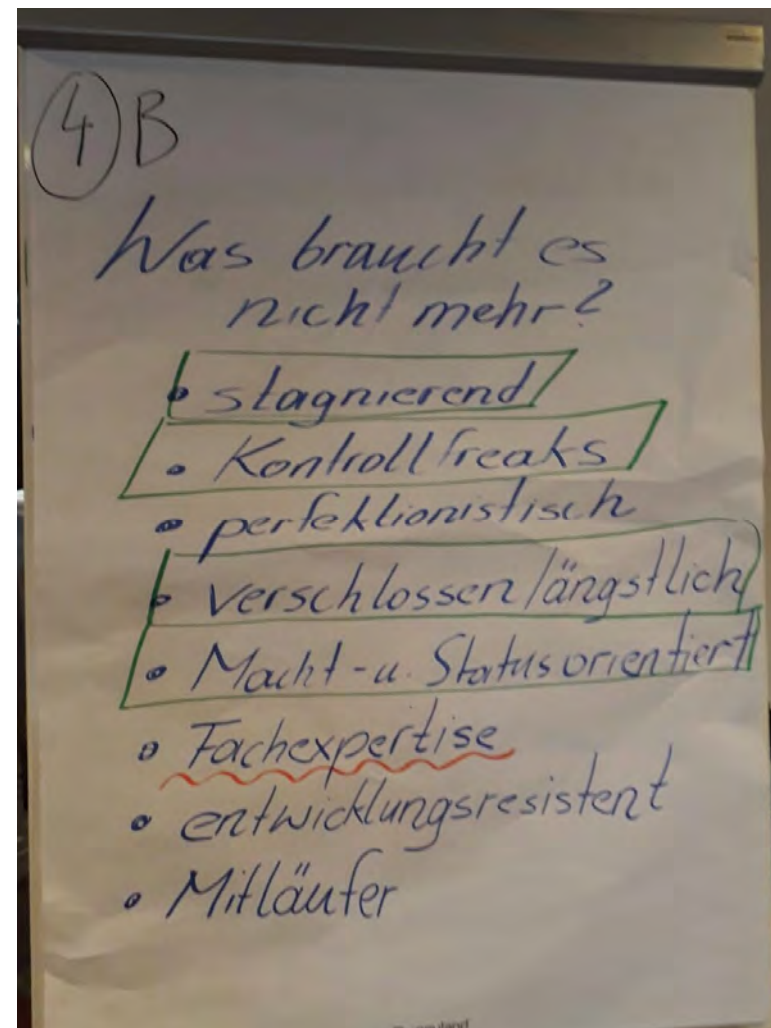 4 B
Was braucht es
nicht mehr?
• stagnierend
• Kontrollfreaks
• perfektionistisch
• verschlossen/ängstlich
• Macht-u. Statusorientiert
• Fachexpertise
• entwicklungsresistent
• Mitläufer